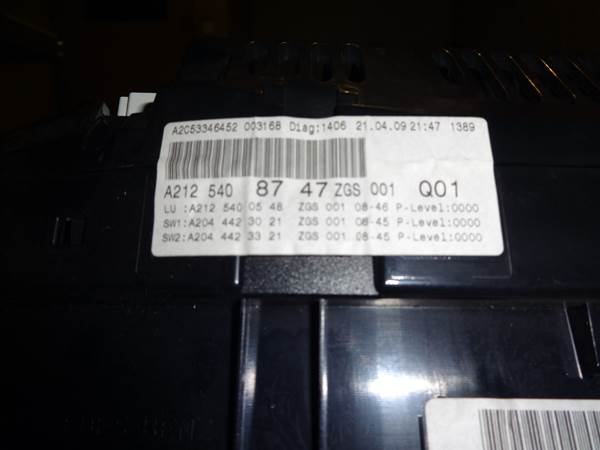 A2C53346452 003168 Diag:1406 21.04.09 21:47 1389
A212 540 87 47 ZGS 001 Q01
LU :A212 540 05 48 ZGS 001 08-46 P-Level:0000
SW1:A204 442 30 21 ZGS 001 08-45 P-Level:0000
SW2:A204 442 33 21 ZGS 001 08-45 P-Level:0000